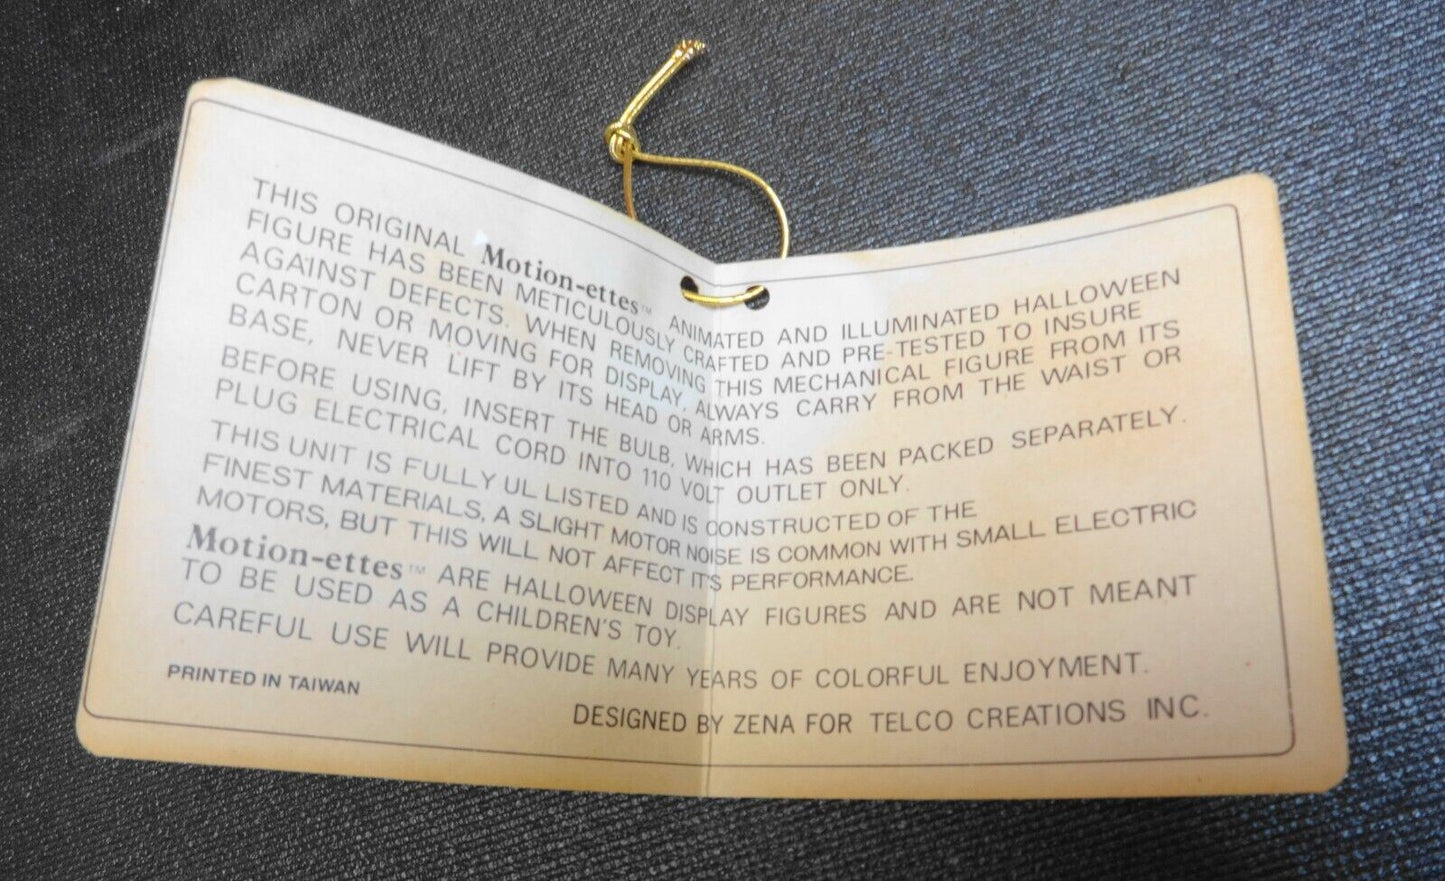 THIS ORIGINAL Motion-ettes™ ANIMATED AND ILLUMINATED HALLOWEEN
FIGURE HAS BEEN METICULOUSLY CRAFTED AND PRE-TESTED TO INSURE
AGAINST DEFECTS. WHEN REMOVING THIS MECHANICAL FIGURE FROM ITS
CARTON OR MOVING FOR DISPLAY, ALWAYS CARRY FROM THE WAIST OR
BASE, NEVER LIFT BY ITS HEAD OR ARMS.
BEFORE USING, INSERT THE BULB, WHICH HAS BEEN PACKED SEPARATELY.
PLUG ELECTRICAL CORD INTO 110 VOLT OUTLET ONLY.
THIS UNIT IS FULLY UL LISTED AND IS CONSTRUCTED OF THE
FINEST MATERIALS, A SLIGHT MOTOR NOISE IS COMMON WITH SMALL ELECTRIC
MOTORS, BUT THIS WILL NOT AFFECT IT'S PERFORMANCE.
Motion-ettes™ ARE HALLOWEEN DISPLAY FIGURES AND ARE NOT MEANT
TO BE USED AS A CHILDREN'S TOY.
CAREFUL USE WILL PROVIDE MANY YEARS OF COLORFUL ENJOYMENT.
PRINTED IN TAIWAN
DESIGNED BY ZENA FOR TELCO CREATIONS INC.